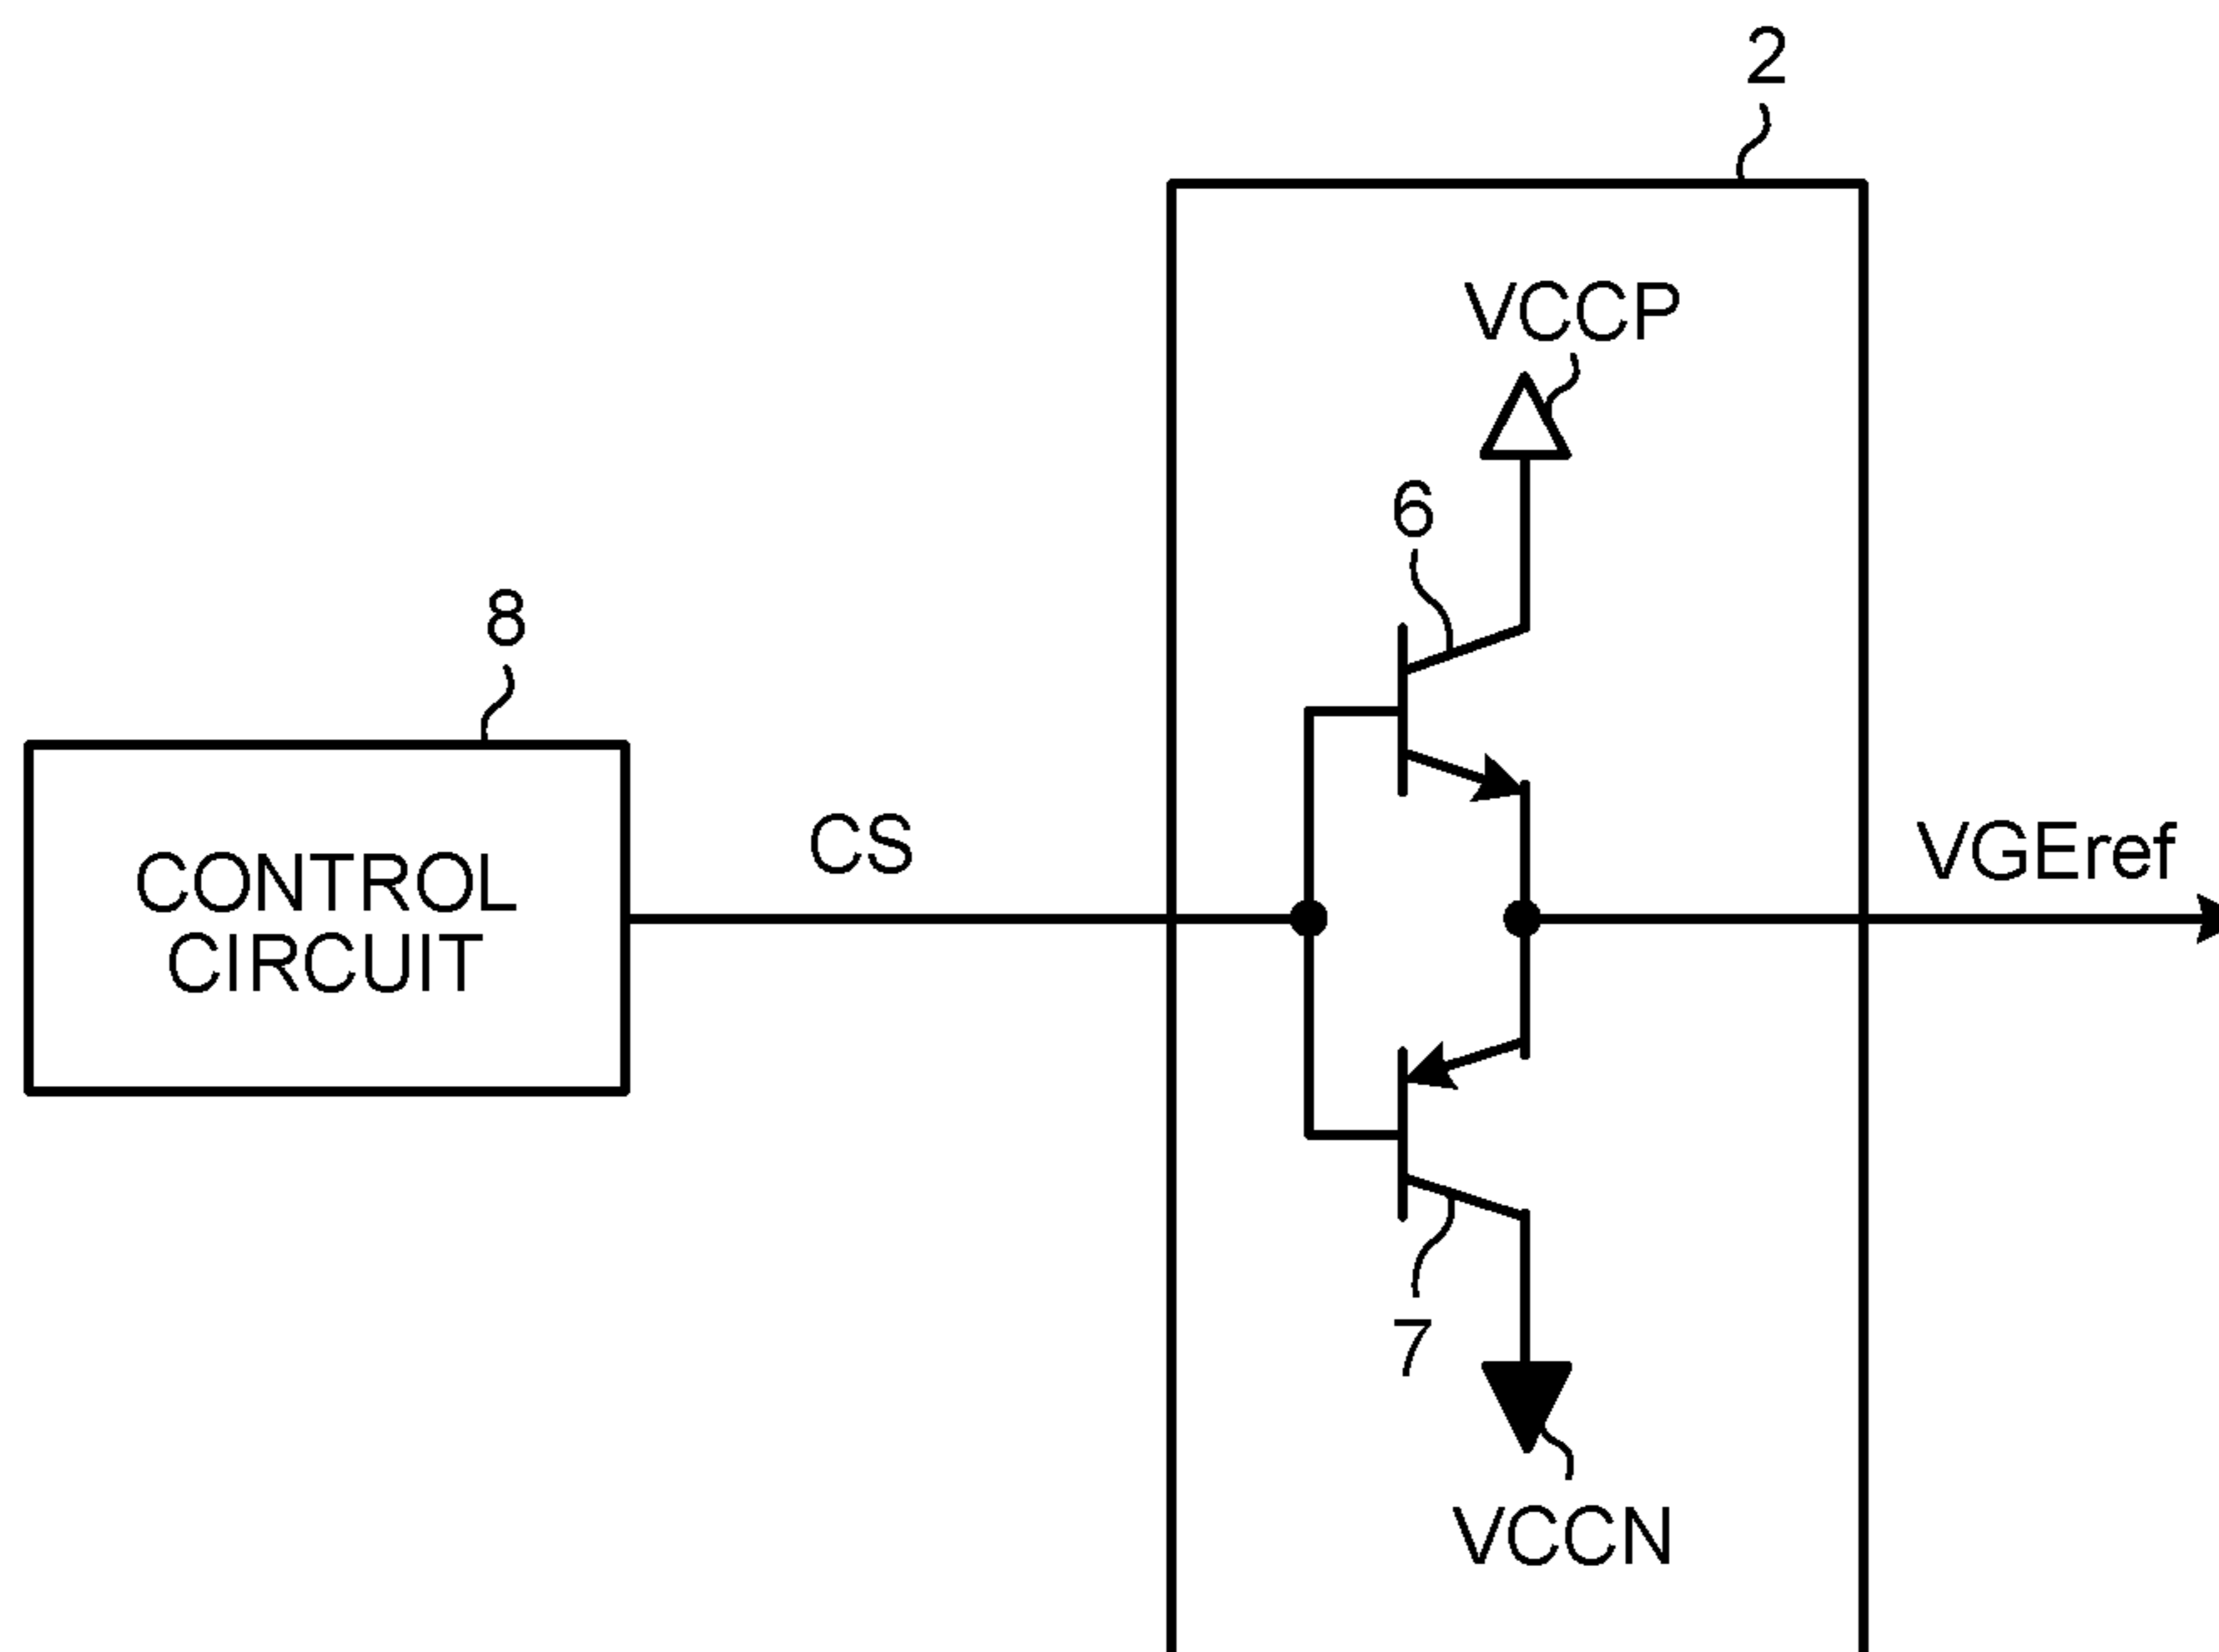 2
VCCP
6
8
CS
VGEref
CONTROL
CIRCUIT
7
VCCN